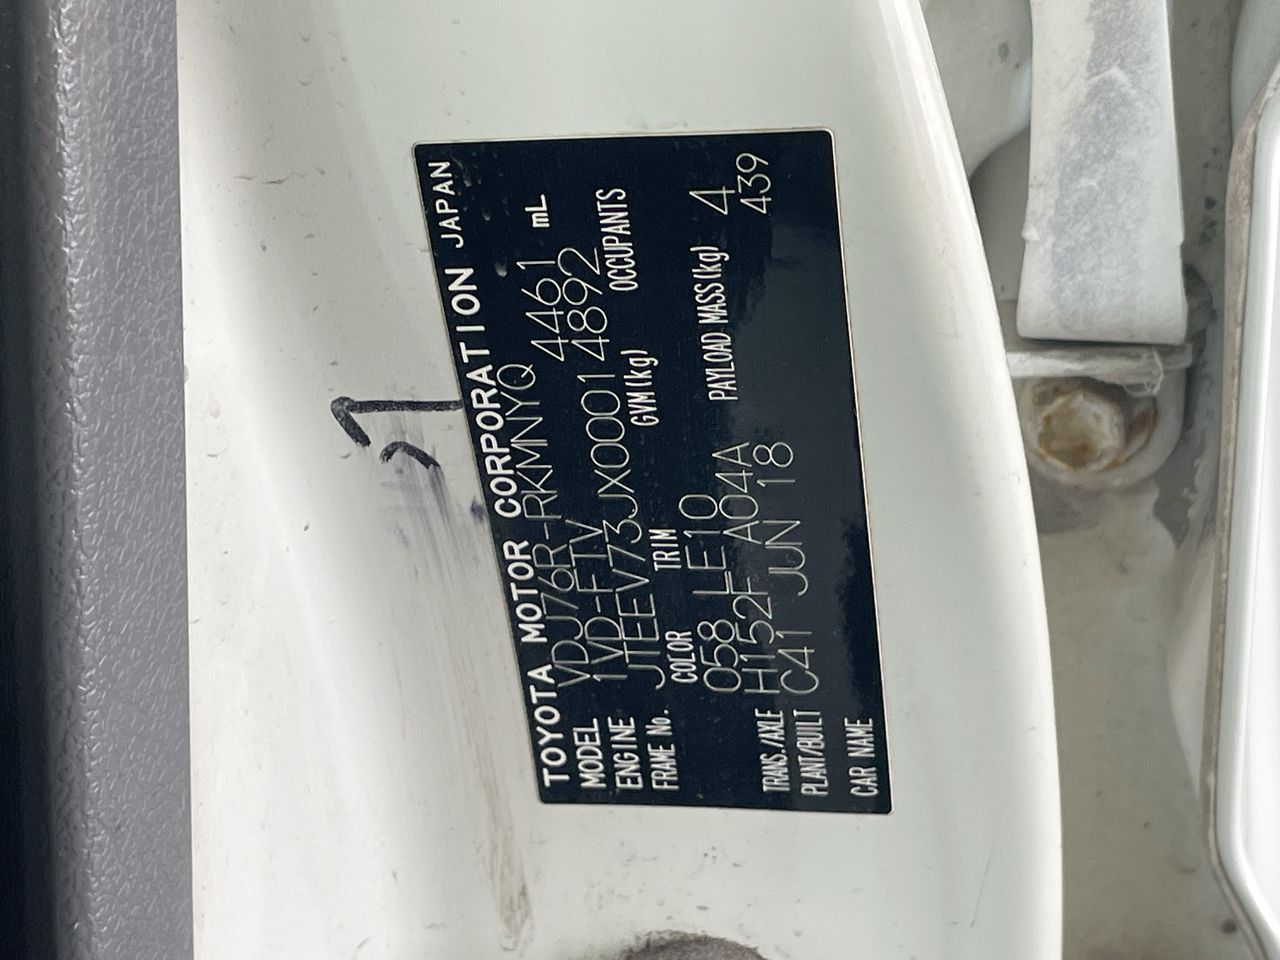 TOYOTA MOTOR CORPORATION JAPAN
MODEL VDJ76R-RKMNYQ
ENGINE 1VD-FTV 4461 mL
FRAME No. JTEEV73JX00014892
COLOR TRIM GVM(kg) OCCUPANTS
058 LE10 4
TRANS./AXLE H152F A04A PAYLOAD MASS(kg) 439
PLANT/BUILT C41 JUN 18
CAR NAME